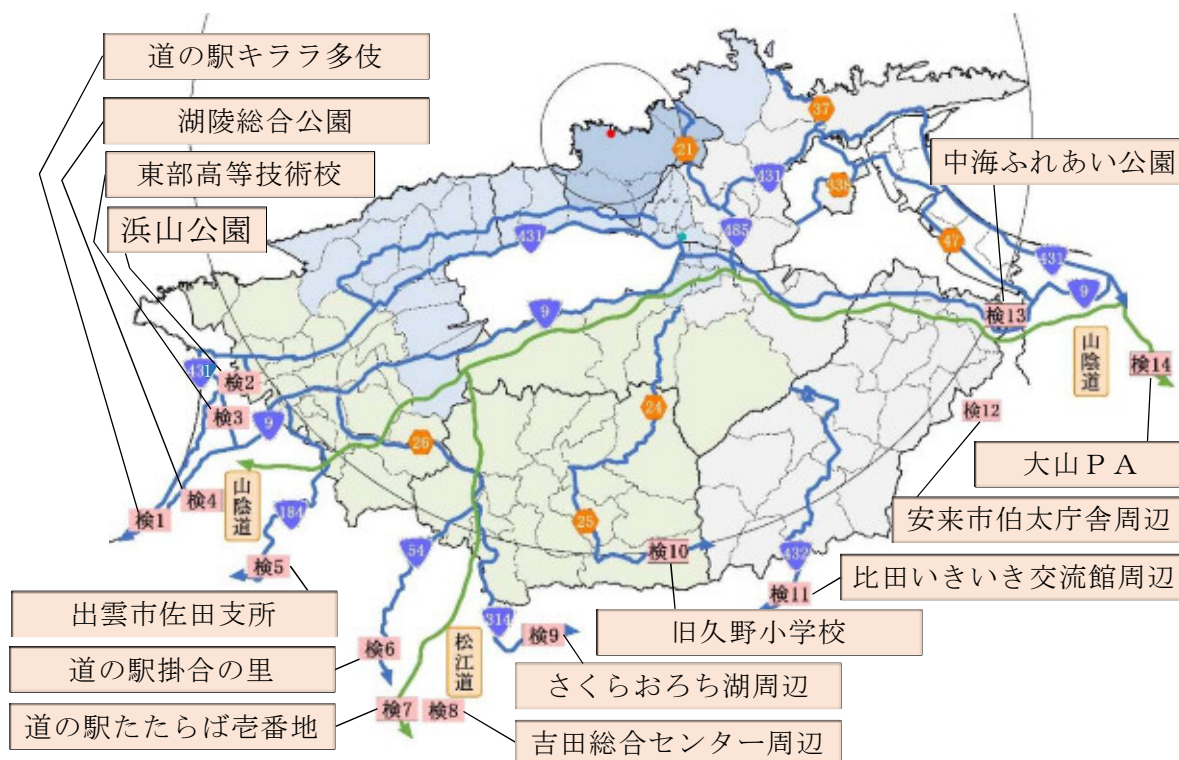 道の駅キララ多伎
湖陵総合公園
東部高等技術校
浜山公園
中海ふれあい公園
37
21
431
338
485
431
47
431
9
9
検13
山陰道
検14
431
検2
検3
9
24
検12
26
大山ＰＡ
山陰道
検4
検1
184
25
安来市伯太庁舎周辺
54
検10
432
検5
比田いきいき交流館周辺
検11
出雲市佐田支所
314
検9
旧久野小学校
検6
松江道
道の駅掛合の里
さくらおろち湖周辺
検7
検8
道の駅たたらば壱番地
吉田総合センター周辺